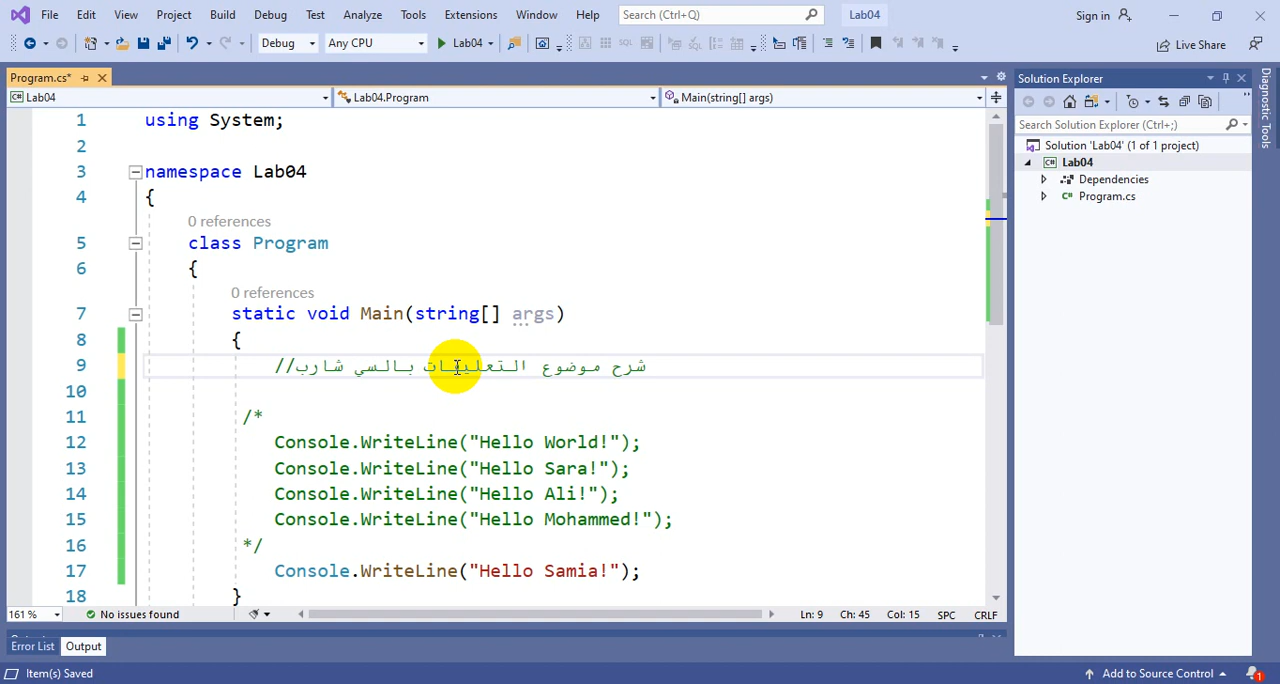 File Edit View Project Build Debug Test Analyze Tools Extensions Window Help Search (Ctrl+Q) Lab04 Sign in
Debug Any CPU Lab04 Live Share
Program.cs*
Lab04 Lab04.Program Main(string[] args)
1 using System;
2
3 namespace Lab04
4 {
0 references
5 class Program
6 {
0 references
7 static void Main(string[] args)
8 {
9 //شرح موضوع التعليقات بالسي شارب
10
11 /*
12 Console.WriteLine("Hello World!");
13 Console.WriteLine("Hello Sara!");
14 Console.WriteLine("Hello Ali!");
15 Console.WriteLine("Hello Mohammed!");
16 */
17 Console.WriteLine("Hello Samia!");
18 }
161 % No issues found Ln: 9 Ch: 45 Col: 15 SPC CRLF
Error List Output
Item(s) Saved Add to Source Control 1
Solution Explorer
Search Solution Explorer (Ctrl+;)
Solution 'Lab04' (1 of 1 project)
C# Lab04
Dependencies
C# Program.cs
Diagnostic Tools